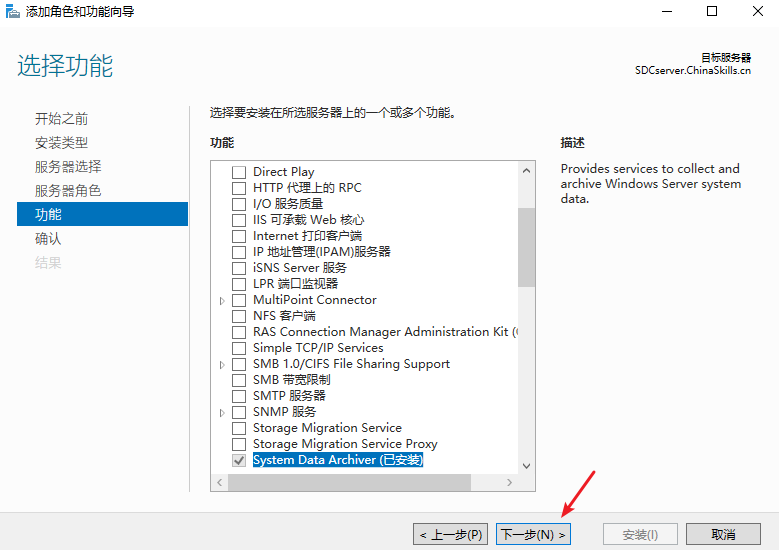 添加角色和功能向导
选择功能
目标服务器
SDCserver.ChinaSkills.cn
开始之前
安装类型
服务器选择
服务器角色
功能
确认
结果
选择要安装在所选服务器上的一个或多个功能。
功能
Direct Play
HTTP 代理上的 RPC
I/O 服务质量
IIS 可承载 Web 核心
Internet 打印客户端
IP 地址管理(IPAM)服务器
iSNS Server 服务
LPR 端口监视器
MultiPoint Connector
NFS 客户端
RAS Connection Manager Administration Kit (
Simple TCP/IP Services
SMB 1.0/CIFS File Sharing Support
SMB 带宽限制
SMTP 服务器
SNMP 服务
Storage Migration Service
Storage Migration Service Proxy
System Data Archiver (已安装)
描述
Provides services to collect and
archive Windows Server system
data.
< 上一步(P)
下一步(N) >
安装(I)
取消